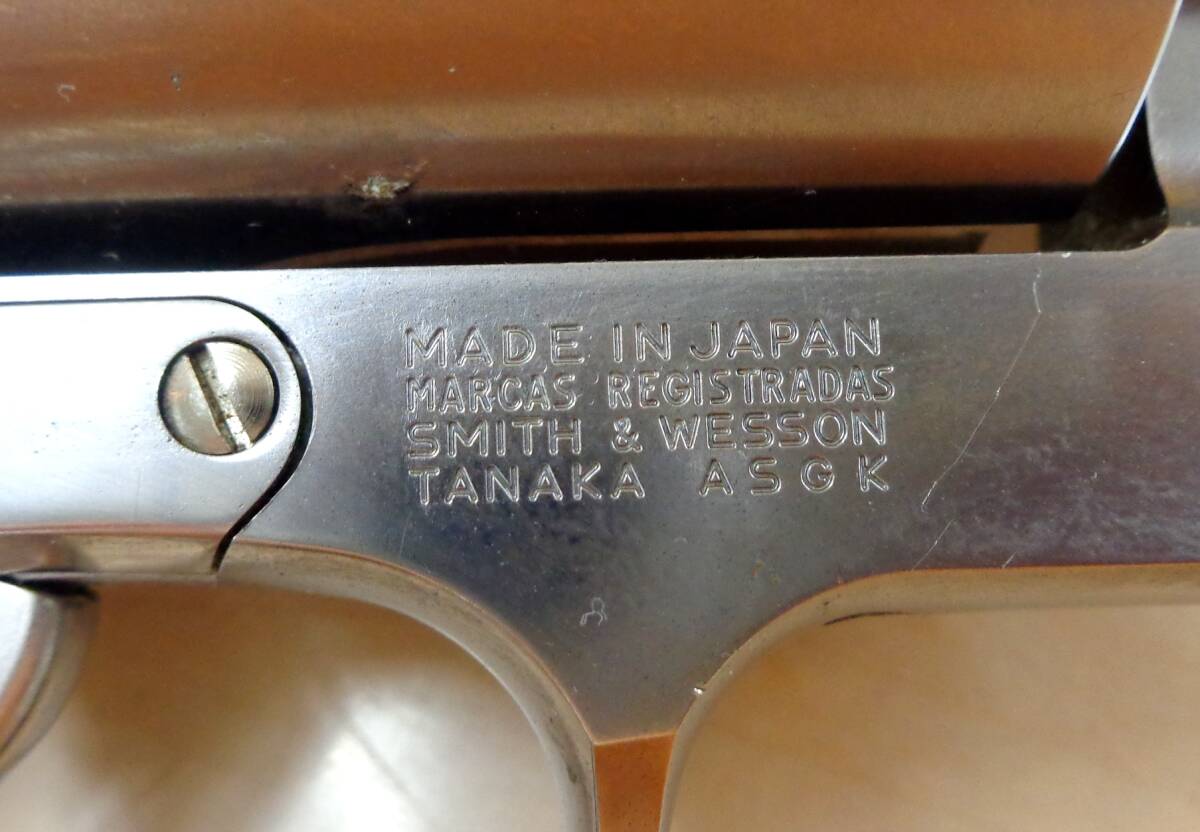 MADE IN JAPAN
MARCAS REGISTRADAS
SMITH & WESSON
TANAKA ASGK